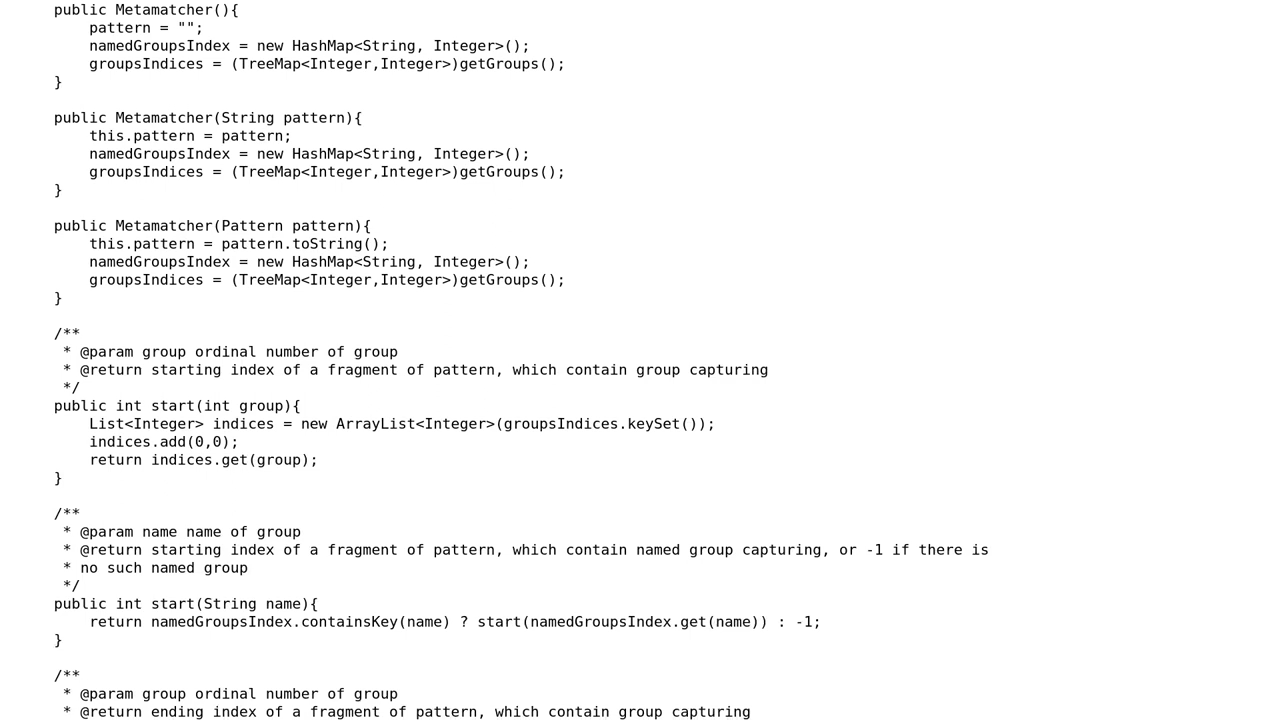 public Metamatcher(){
pattern = "";
namedGroupsIndex = new HashMap<String, Integer>();
groupsIndices = (TreeMap<Integer,Integer>)getGroups();
}
public Metamatcher(String pattern){
this.pattern = pattern;
namedGroupsIndex = new HashMap<String, Integer>();
groupsIndices = (TreeMap<Integer,Integer>)getGroups();
}
public Metamatcher(Pattern pattern){
this.pattern = pattern.toString();
namedGroupsIndex = new HashMap<String, Integer>();
groupsIndices = (TreeMap<Integer,Integer>)getGroups();
}
/**
* @param group ordinal number of group
* @return starting index of a fragment of pattern, which contain group capturing
*/
public int start(int group){
List<Integer> indices = new ArrayList<Integer>(groupsIndices.keySet());
indices.add(0,0);
return indices.get(group);
}
/**
* @param name name of group
* @return starting index of a fragment of pattern, which contain named group capturing, or -1 if there is
* no such named group
*/
public int start(String name){
return namedGroupsIndex.containsKey(name) ? start(namedGroupsIndex.get(name)) : -1;
}
/**
* @param group ordinal number of group
* @return ending index of a fragment of pattern, which contain group capturing